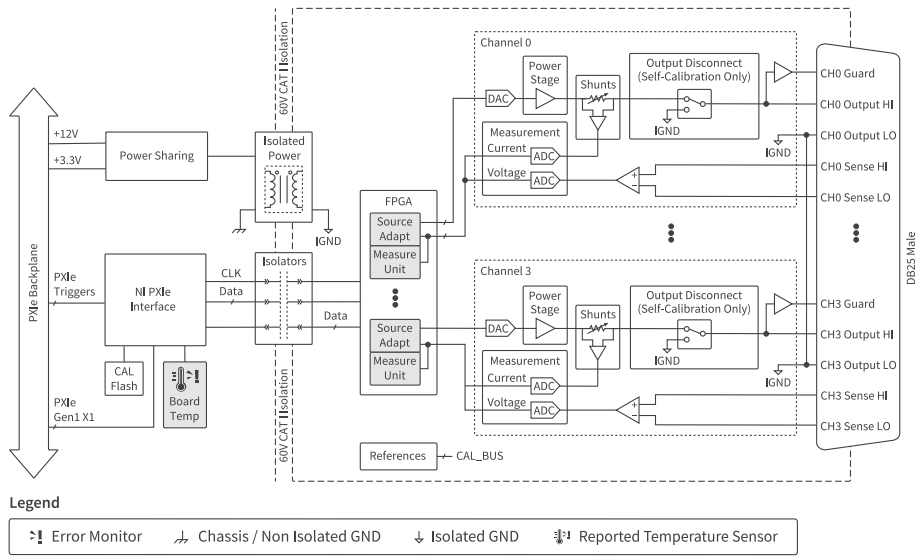 60V CAT I Isolation
Channel 0
Power
Stage
Output Disconnect
(Self-Calibration Only)
Shunts
DAC
IGND
CH0 Guard
CH0 Output HI
CH0 Output LO
IGND
CH0 Sense HI
CH0 Sense LO
Measurement
Current
ADC
Voltage
ADC
+12V
+3.3V
Power Sharing
Isolated
Power
IGND
FPGA
Source
Adapt
Measure
Unit
PXIe Backplane
PXIe
Triggers
NI PXIe
Interface
CLK
Data
Isolators
Data
Source
Adapt
Measure
Unit
CAL
Flash
Board
Temp
PXIe
Gen1 X1
60V CAT I Isolation
Channel 3
Power
Stage
Output Disconnect
(Self-Calibration Only)
Shunts
DAC
IGND
CH3 Guard
CH3 Output HI
CH3 Output LO
IGND
CH3 Sense HI
CH3 Sense LO
Measurement
Current
ADC
Voltage
ADC
DB25 Male
References
CAL_BUS
Legend
Error Monitor
Chassis / Non Isolated GND
Isolated GND
Reported Temperature Sensor